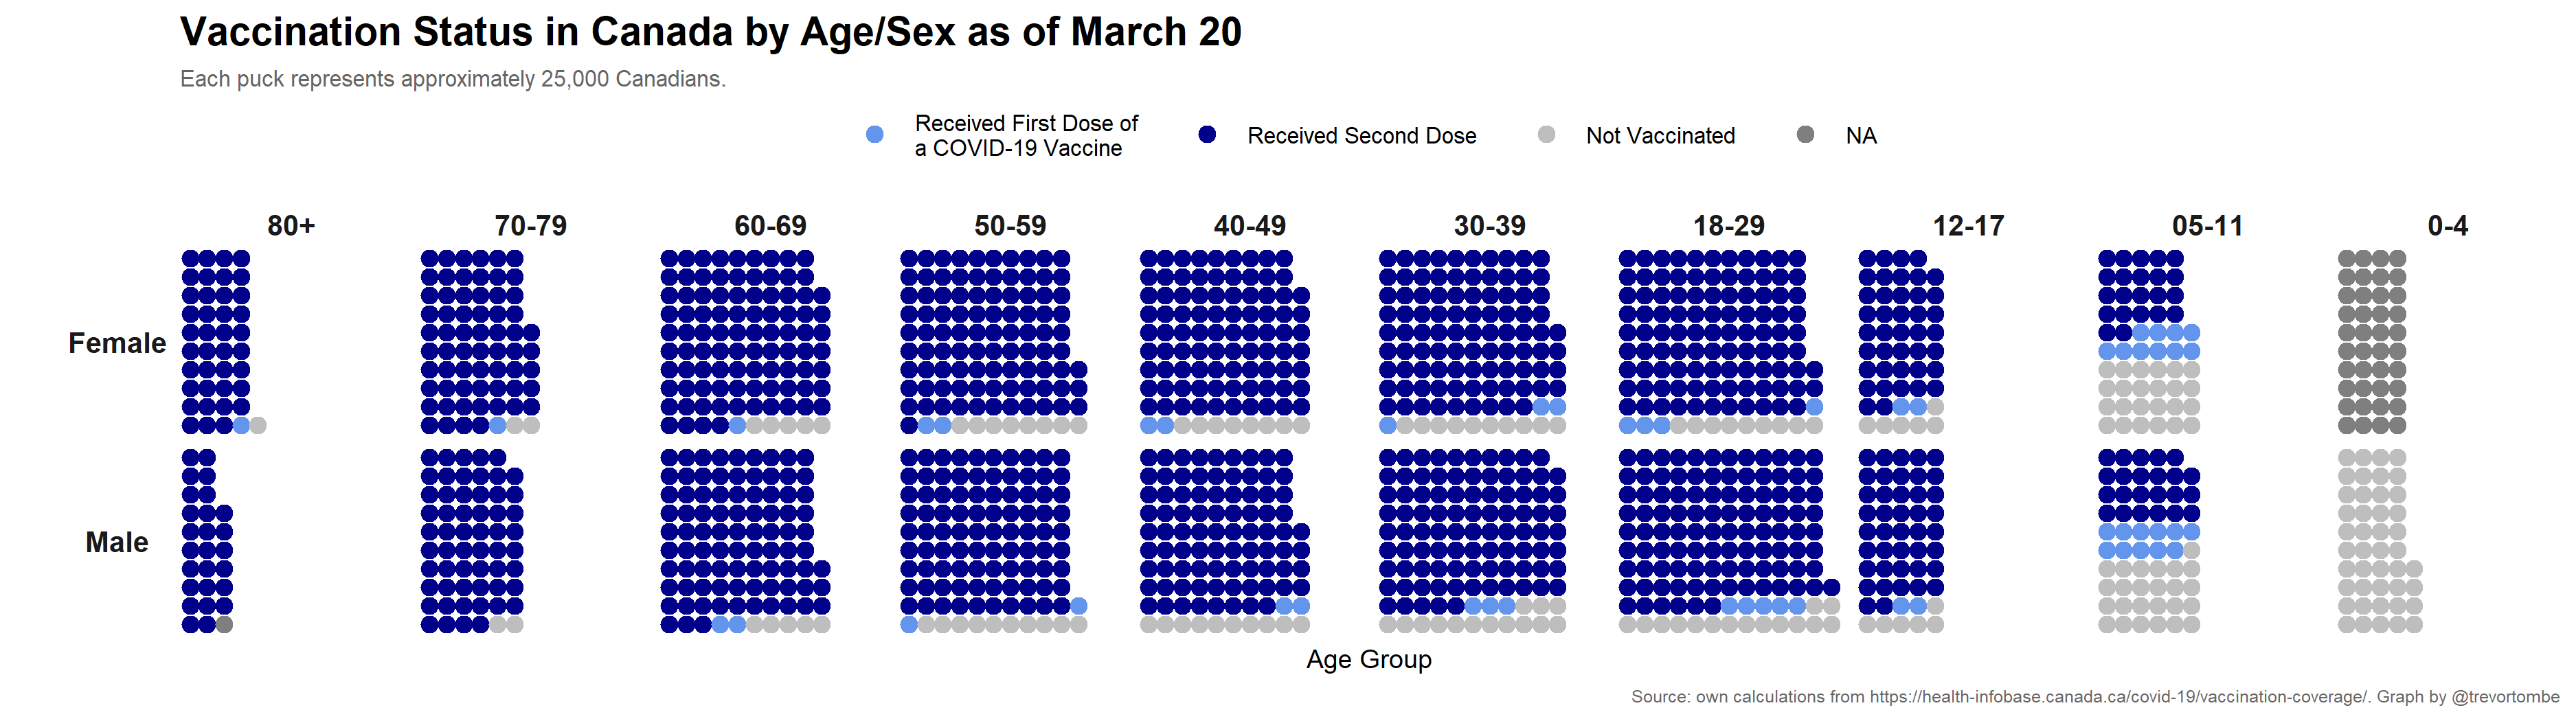 Vaccination Status in Canada by Age/Sex as of March 20
Each puck represents approximately 25,000 Canadians.
Received First Dose of
a COVID-19 Vaccine
Received Second Dose
Not Vaccinated
NA
80+ 70-79 60-69 50-59 40-49 30-39 18-29 12-17 05-11 0-4
Female
Male
Age Group
Source: own calculations from https://health-infobase.canada.ca/covid-19/vaccination-coverage/. Graph by @trevortombe